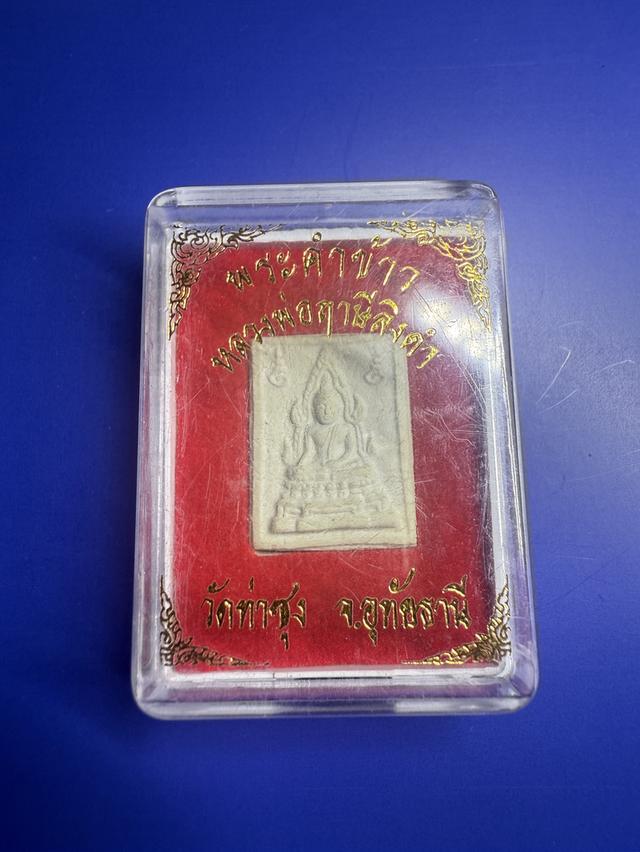 พระคำข้าว
หลวงพ่อฤาษีลิงดำ
วัดท่าซุง จ.อุทัยธานี